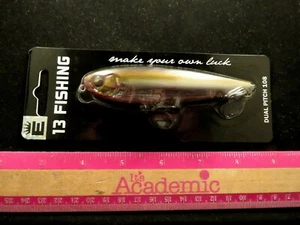 make your own luck
E
13 FISHING
DUAL PITCH 108
It's
Academic